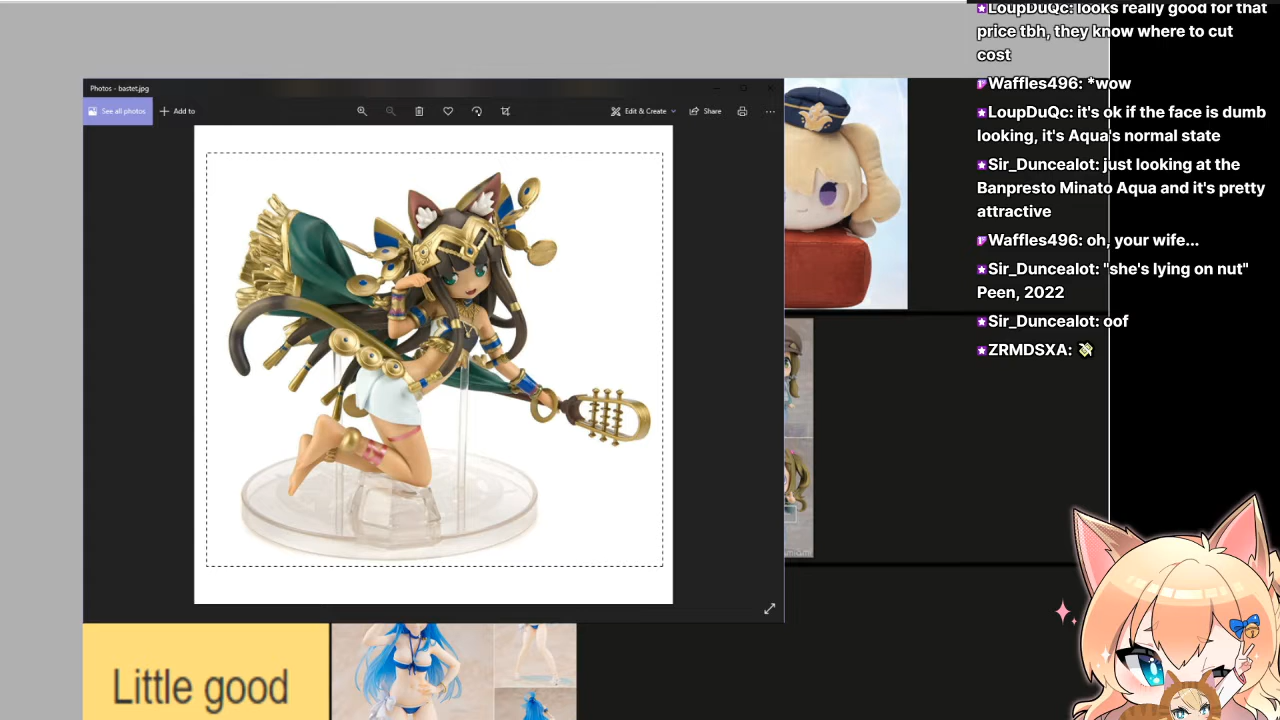 Photos - bastet.jpg
See all photos
Add to
Edit & Create
Share
LoupDuQc: looks really good for that
price tbh, they know where to cut
cost
Waffles496: *wow
LoupDuQc: it's ok if the face is dumb
looking, it's Aqua's normal state
Sir_Duncealot: just looking at the
Banpresto Minato Aqua and it's pretty
attractive
Waffles496: oh, your wife...
Sir_Duncealot: "she's lying on nut"
Peen, 2022
Sir_Duncealot: oof
ZRMDSXA:
Little good